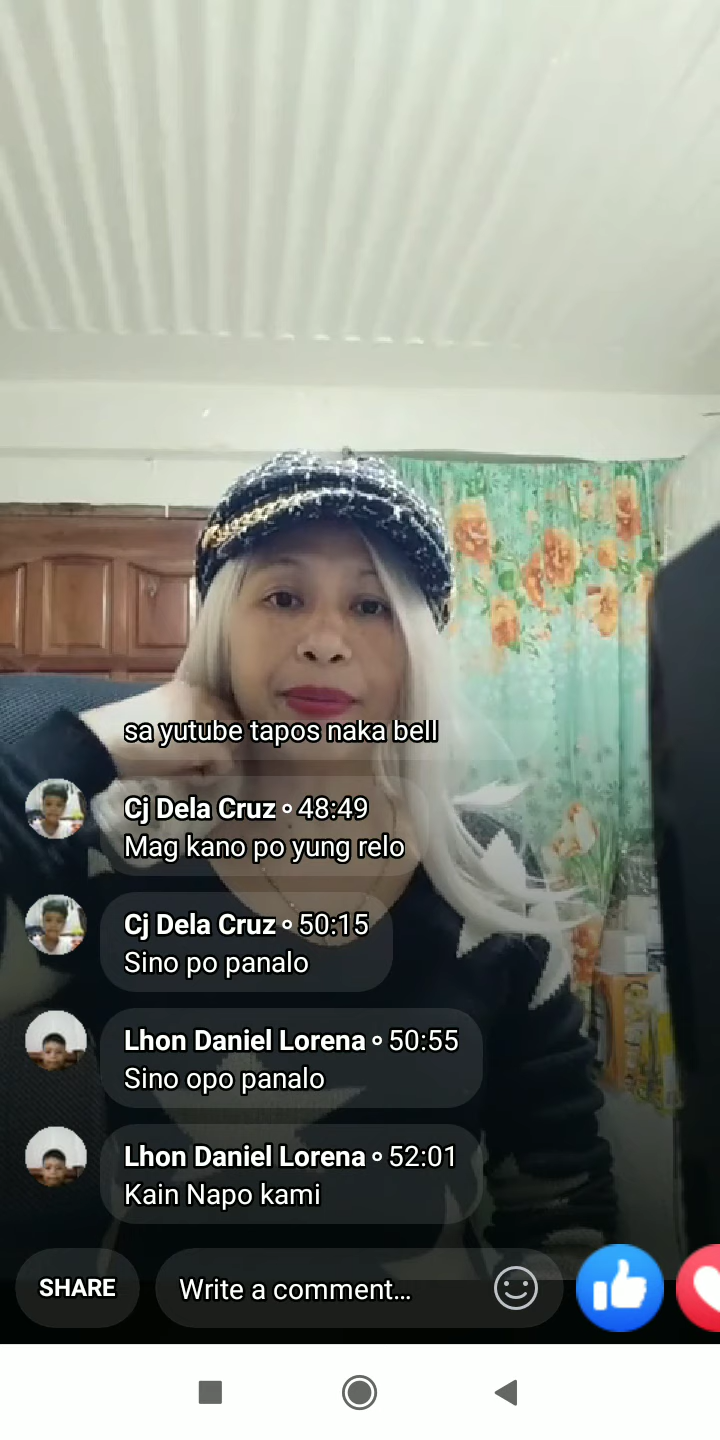 sa yutube tapos naka bell
Cj Dela Cruz • 48:49
Mag kano po yung relo
Cj Dela Cruz • 50:15
Sino po panalo
Lhon Daniel Lorena • 50:55
Sino opo panalo
Lhon Daniel Lorena • 52:01
Kain Napo kami
SHARE
Write a comment...